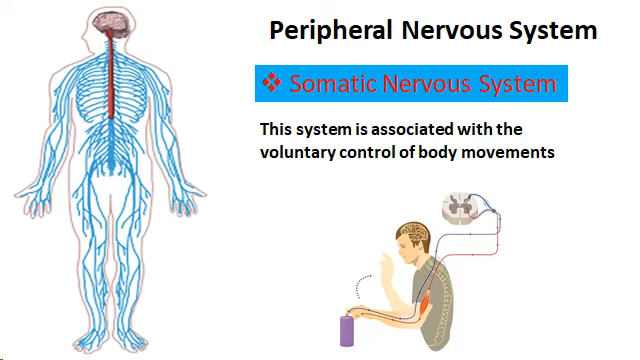 Peripheral Nervous System
❖ Somatic Nervous System
This system is associated with the
voluntary control of body movements